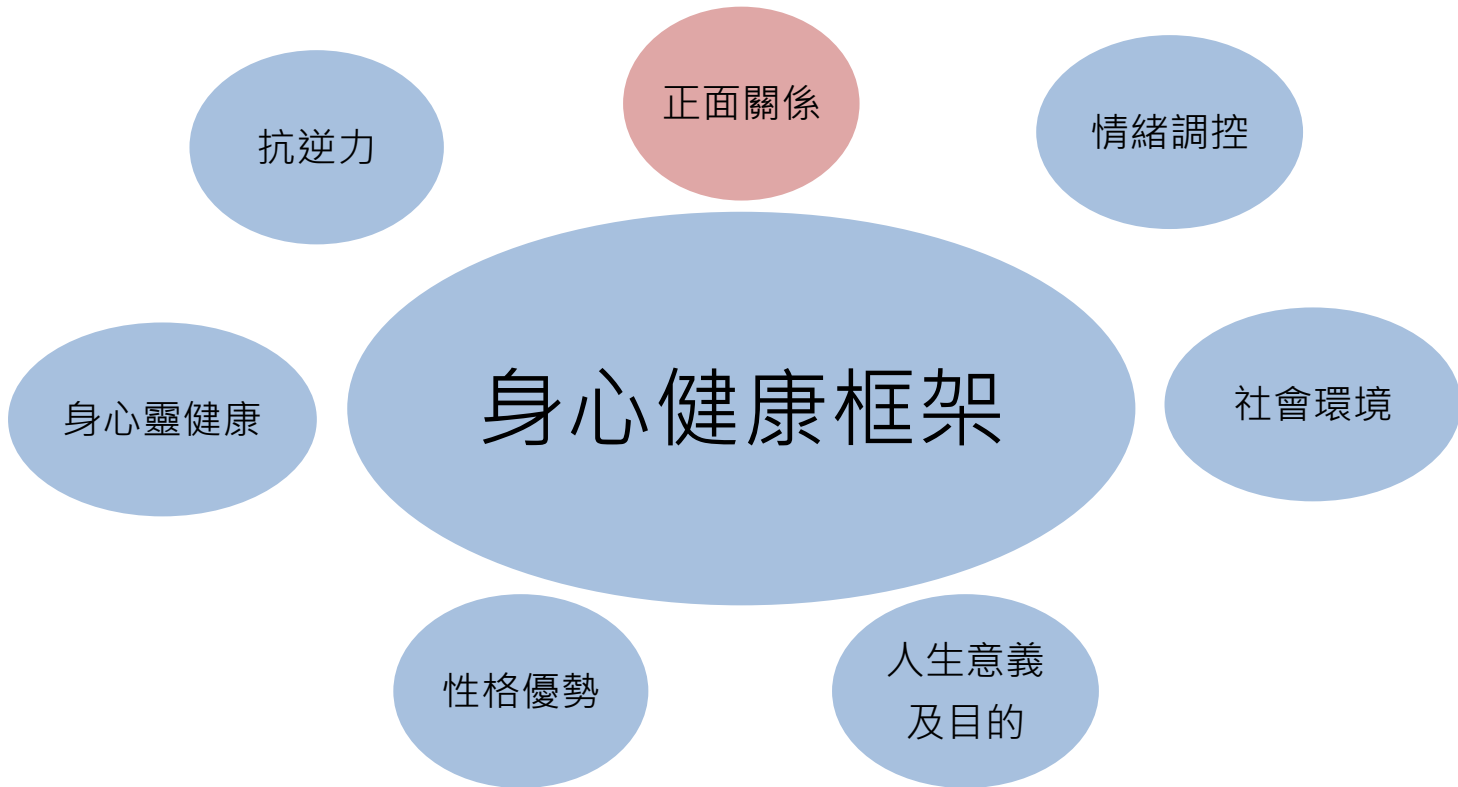 正面關係
情緒調控
抗逆力
身心健康框架
社會環境
身心靈健康
人生意義
及目的
性格優勢